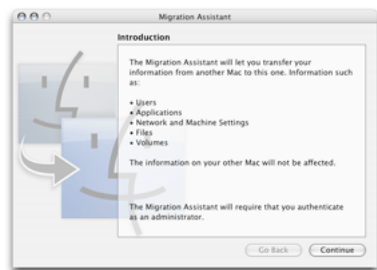 Migration Assistant
Introduction
The Migration Assistant will let you transfer your
information from another Mac to this one. Information such
as:
• Users
• Applications
• Network and Machine Settings
• Files
• Volumes
The information on your other Mac will not be affected.
The Migration Assistant will require that you authenticate
as an administrator.
Go Back
Continue